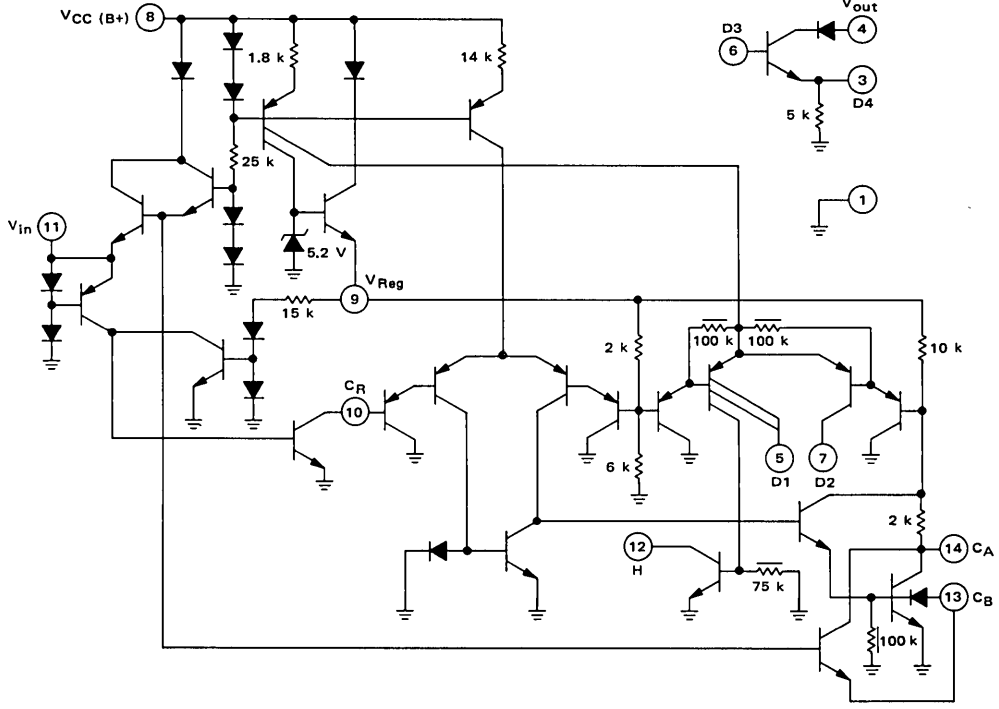 VCC (B+) 8
1.8 k
14 k
Vout
4
D3
6
3
D4
5 k
25 k
1
Vin 11
5.2 V
VReg
9
15 k
2 k
100 k
100 k
10 k
CR
10
6 k
5
D1
7
D2
2 k
12
H
14 CA
75 k
13 CB
100 k